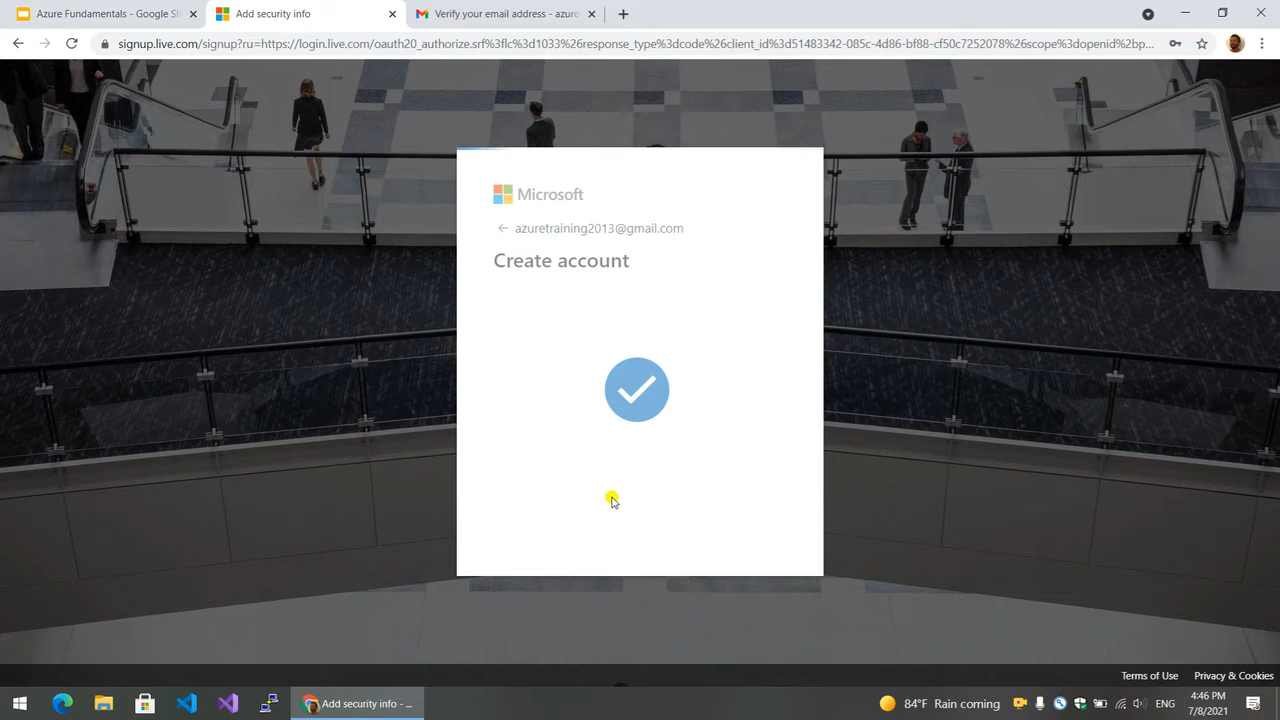 Azure Fundamentals - Google Sl
Add security info
Verify your email address - azure
signup.live.com/signup?ru=https://login.live.com/oauth20_authorize.srf%3flc%3d1033%26response_type%3dcode%26client_id%3d51483342-085c-4d86-bf88-cf50c7252078%26scope%3dopenid%2bp...
Microsoft
azuretraining2013@gmail.com
Create account
Terms of Use
Privacy & Cookies
Add security info - ...
84°F Rain coming
ENG
4:46 PM
7/8/2021